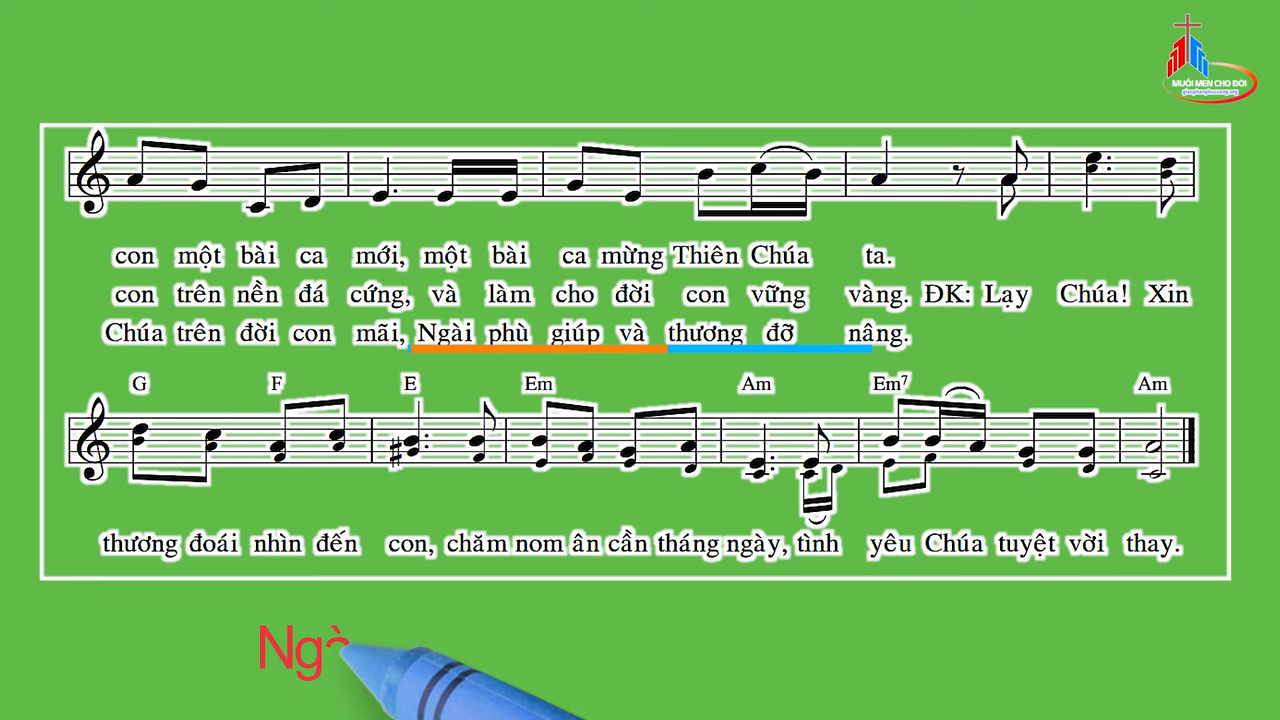 MUỐI MEN CHO ĐỜI
giaophanphucuong.org
con một bài ca mới, một bài ca mừng Thiên Chúa ta.
con trên nền đá cứng, và làm cho đời con vững vàng. ĐK: Lạy Chúa! Xin
Chúa trên đời con mãi, Ngài phù giúp và thương đỡ nâng.
G F E Em Am Em7 Am
thương đoái nhìn đến con, chăm nom ân cần tháng ngày, tình yêu Chúa tuyệt vời thay.
Ngà